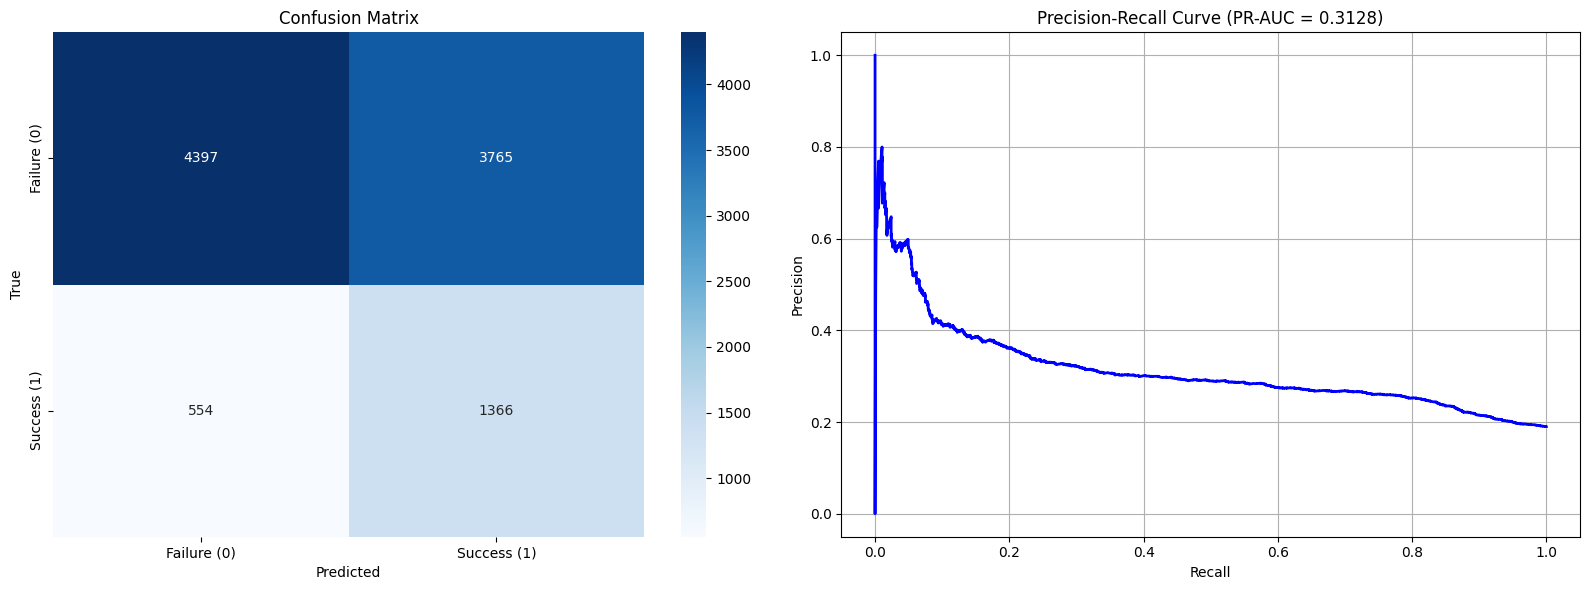 Confusion Matrix
Failure (0)
Success (1)
True
4397
3765
554
1366
Failure (0)
Success (1)
Predicted
4000
3500
3000
2500
2000
1500
1000
Precision-Recall Curve (PR-AUC = 0.3128)
Precision
1.0
0.8
0.6
0.4
0.2
0.0
0.0
0.2
0.4
0.6
0.8
1.0
Recall